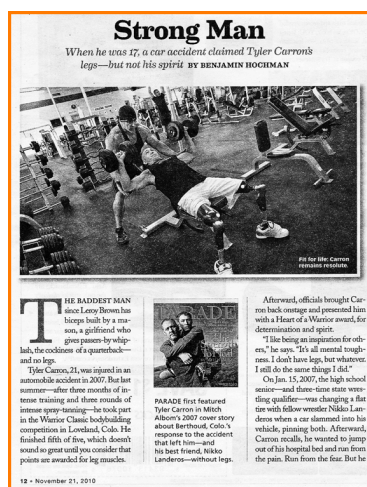 Strong Man
When he was 17, a car accident claimed Tyler Carron's
legs—but not his spirit BY BENJAMIN HOCHMAN
Fit for life: Carron
remains resolute.
THE BADDEST MAN
since Leroy Brown has
biceps built by a ma-
son, a girlfriend who
gives passers-by whip-
lash, the cockiness of a quarterback—
and no legs.
Tyler Carron, 21, was injured in an
automobile accident in 2007. But last
summer—after three months of in-
tense training and three rounds of
intense spray-tanning—he took part
in the Warrior Classic bodybuilding
competition in Loveland, Colo. He
finished fifth of five, which doesn't
sound so great until you consider that
points are awarded for leg muscles.
PARADE
PARADE first featured
Tyler Carron in Mitch
Albom's 2007 cover story
about Berthoud, Colo.'s
response to the accident
that left him—and
his best friend, Nikko
Landeros—without legs.
Afterward, officials brought Car-
ron back onstage and presented him
with a Heart of a Warrior award, for
determination and spirit.
"I like being an inspiration for oth-
ers," he says. "It's all mental tough-
ness. I don't have legs, but whatever.
I still do the same things I did."
On Jan. 15, 2007, the high school
senior—and three-time state wres-
tling qualifier—was changing a flat
tire with fellow wrestler Nikko Lan-
deros when a car slammed into his
vehicle, pinning both. Afterward,
Carron recalls, he wanted to jump
out of his hospital bed and run from
the pain. Run from the fear. But he
12 • November 21, 2010